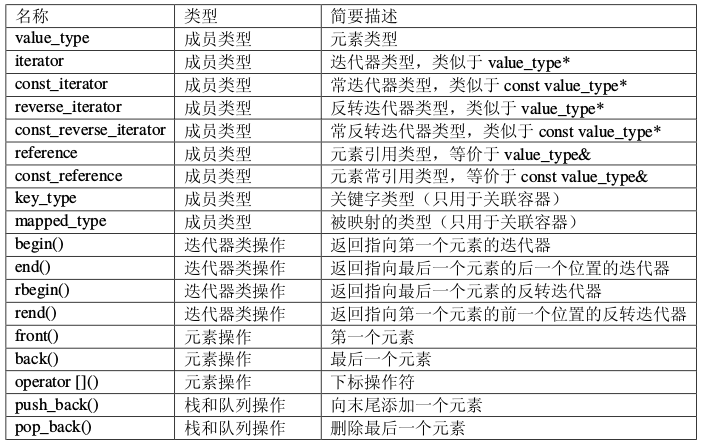 名称 类型 简要描述
value_type 成员类型 元素类型
iterator 成员类型 迭代器类型，类似于 value_type*
const_iterator 成员类型 常迭代器类型，类似于 const value_type*
reverse_iterator 成员类型 反转迭代器类型，类似于 value_type*
const_reverse_iterator 成员类型 常反转迭代器类型，类似于 const value_type*
reference 成员类型 元素引用类型，等价于 value_type&
const_reference 成员类型 元素常引用类型，等价于 const value_type&
key_type 成员类型 关键字类型（只用于关联容器）
mapped_type 成员类型 被映射的类型（只用于关联容器）
begin() 迭代器类操作 返回指向第一个元素的迭代器
end() 迭代器类操作 返回指向最后一个元素的后一个位置的迭代器
rbegin() 迭代器类操作 返回指向最后一个元素的反转迭代器
rend() 迭代器类操作 返回指向第一个元素的前一个位置的反转迭代器
front() 元素操作 第一个元素
back() 元素操作 最后一个元素
operator []() 元素操作 下标操作符
push_back() 栈和队列操作 向末尾添加一个元素
pop_back() 栈和队列操作 删除最后一个元素